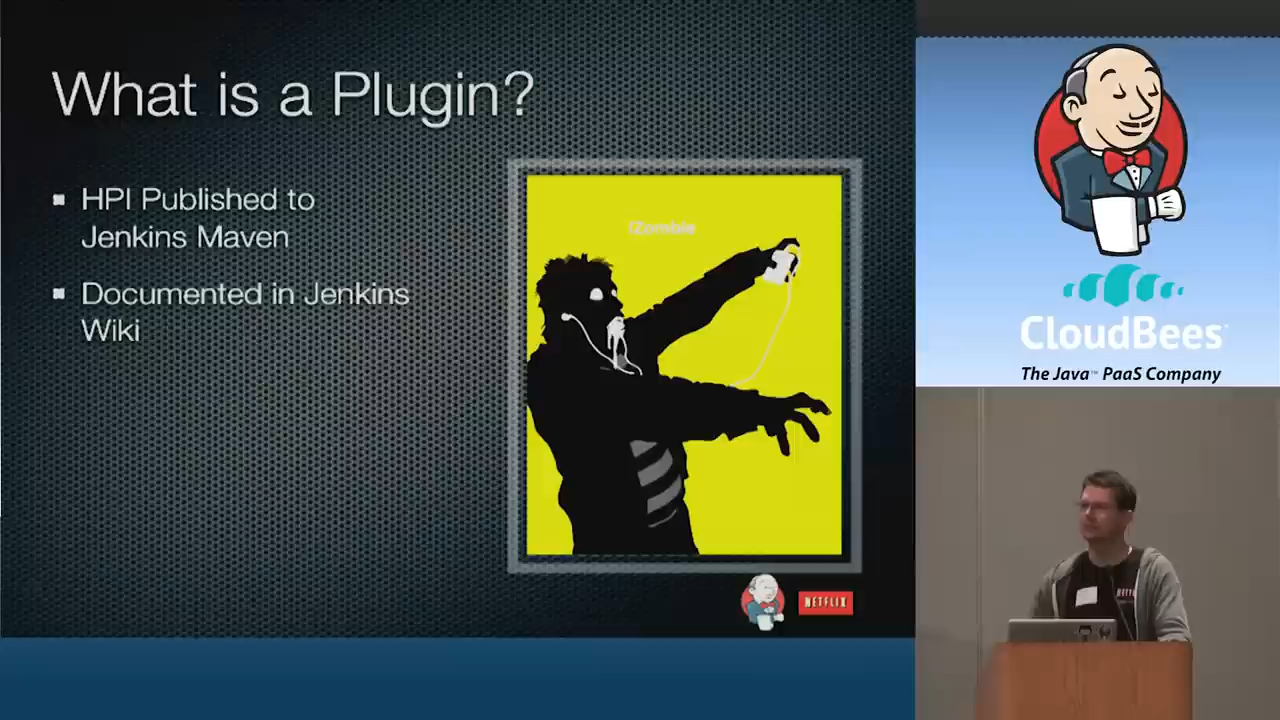 What is a Plugin?
HPI Published to
Jenkins Maven
Documented in Jenkins
Wiki
iZombie
NETFLIX
CloudBees
The Java™ PaaS Company